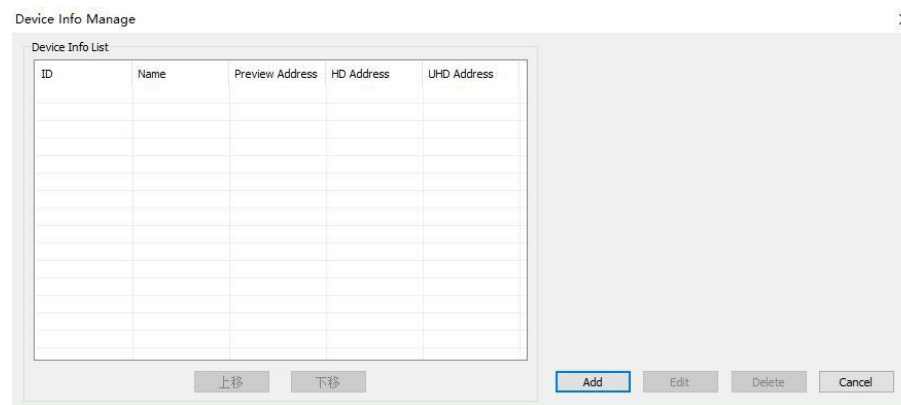 Device Info Manage
Device Info List
ID Name Preview Address HD Address UHD Address
上移 下移 Add Edit Delete Cancel